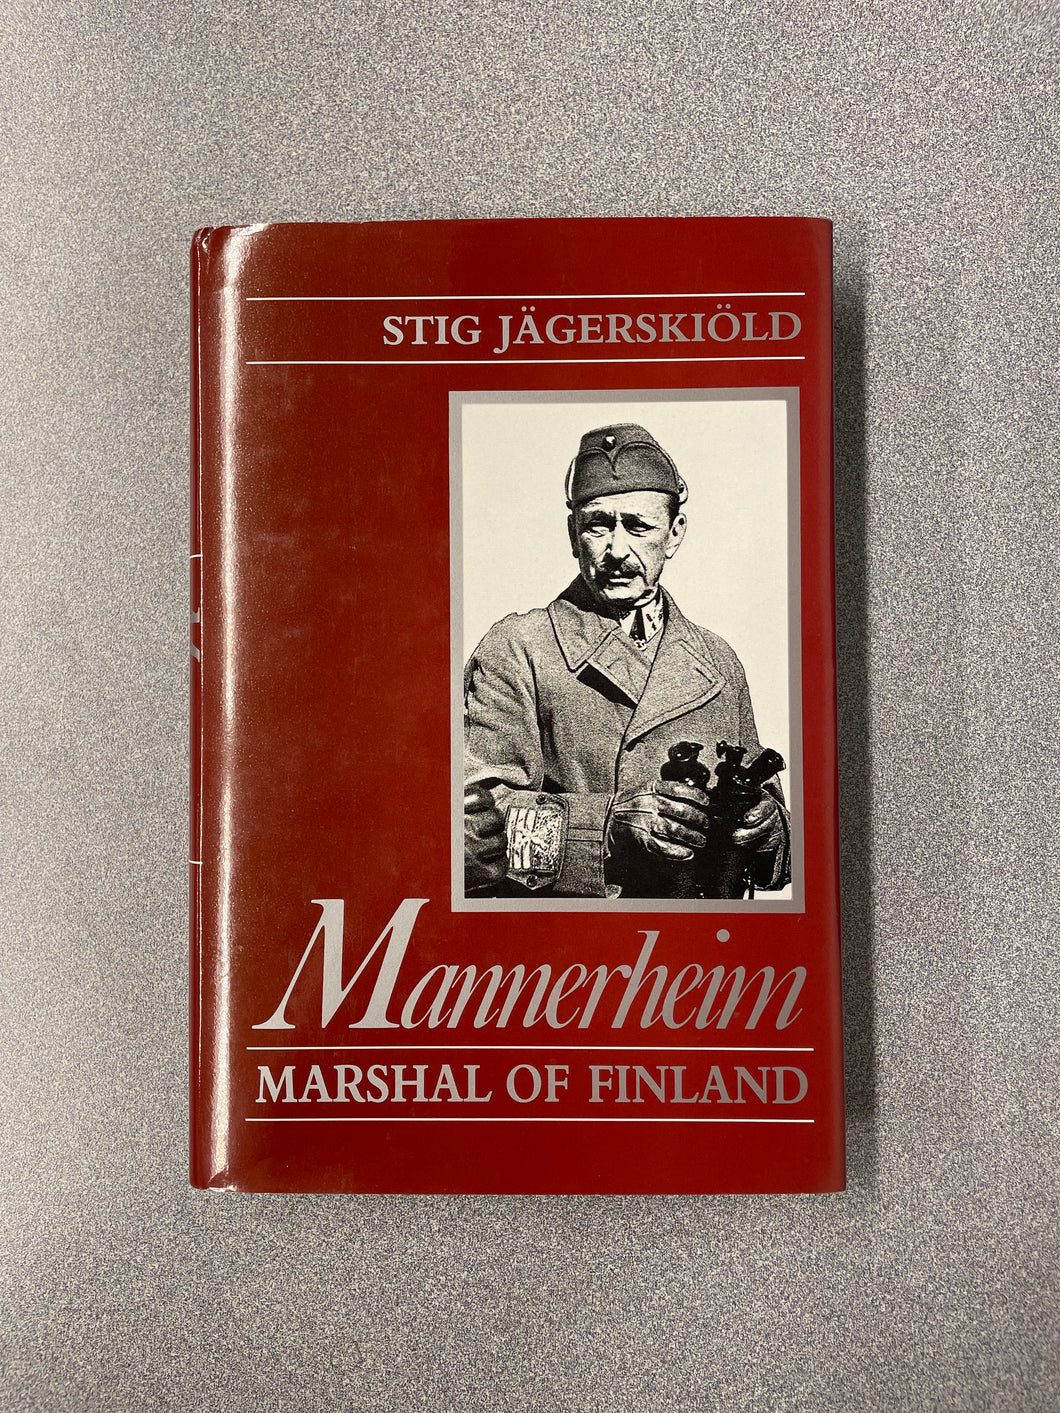 STIG JÄGERSKIÖLD
Mannerheim
MARSHAL OF FINLAND